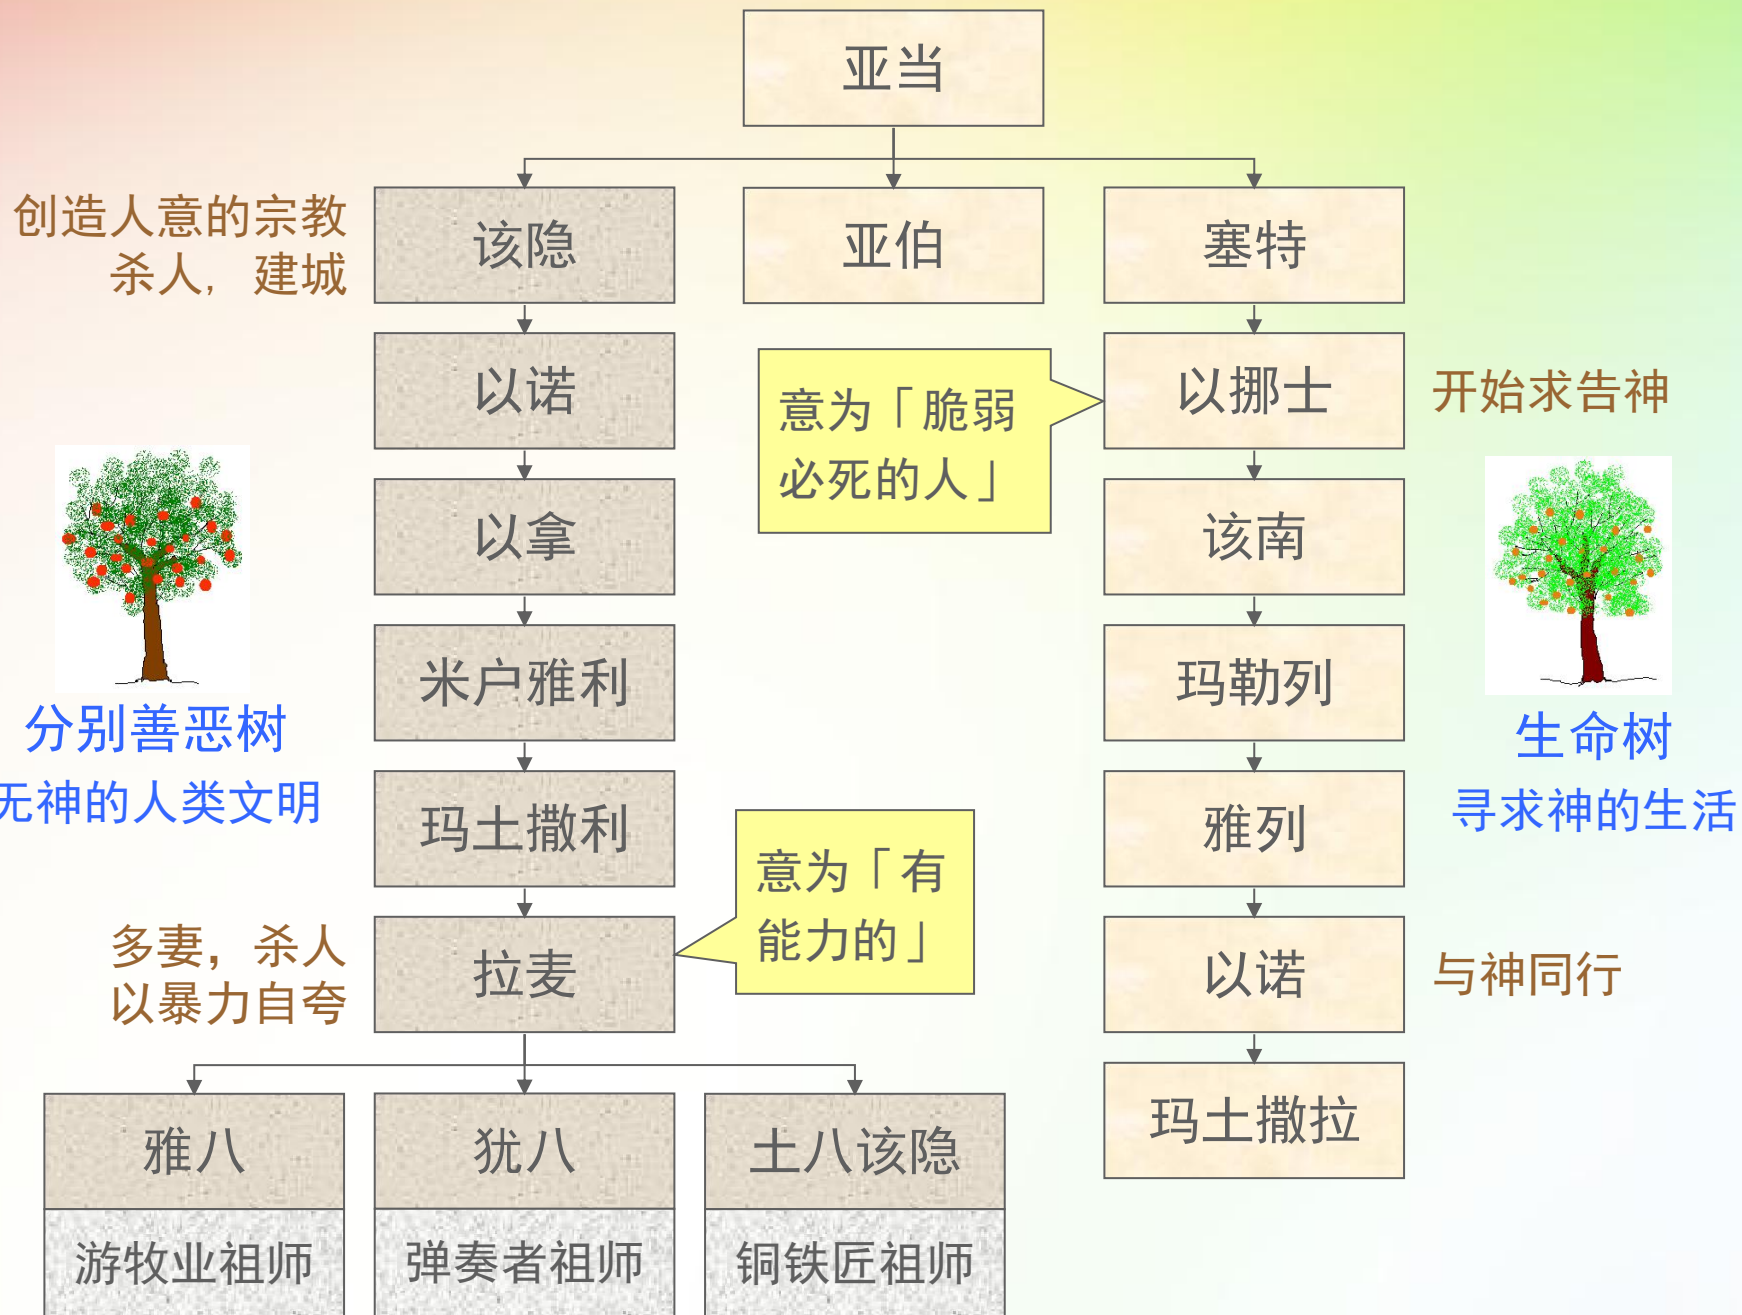 亚当
创造人意的宗教
杀人，建城
该隐
亚伯
塞特
以诺
意为「脆弱
必死的人」
以挪士
开始求告神
以拿
该南
米户雅利
玛勒列
分别善恶树
无神的人类文明
生命树
寻求神的生活
玛土撒利
雅列
意为「有
能力的」
多妻，杀人
以暴力自夸
拉麦
以诺
与神同行
玛土撒拉
雅八
犹八
土八该隐
游牧业祖师
弹奏者祖师
铜铁匠祖师